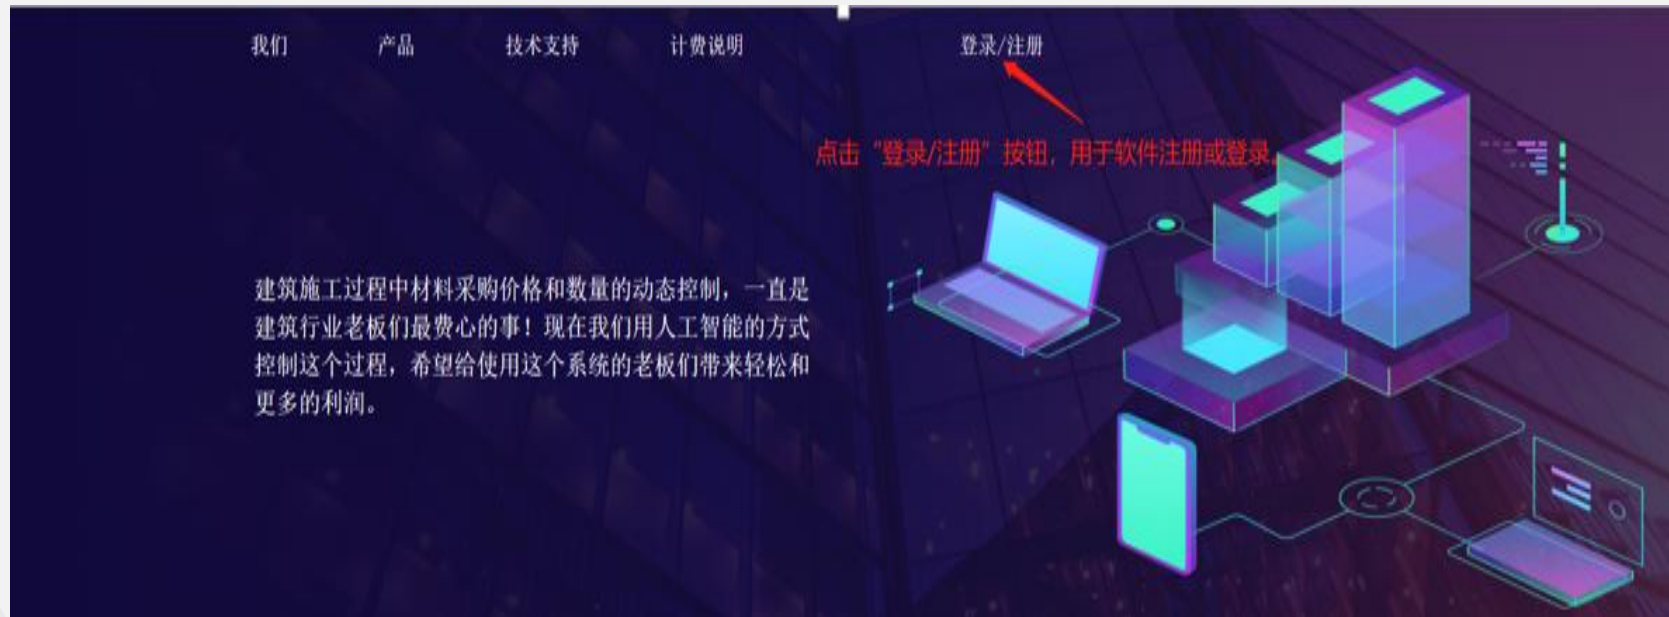 我们 产品 技术支持 计费说明 登录/注册
点击“登录/注册”按钮，用于软件注册或登录。
建筑施工过程中材料采购价格和数量的动态控制，一直是
建筑行业老板们最费心的事！现在我们用人工智能的方式
控制这个过程，希望给使用这个系统的老板们带来轻松和
更多的利润。